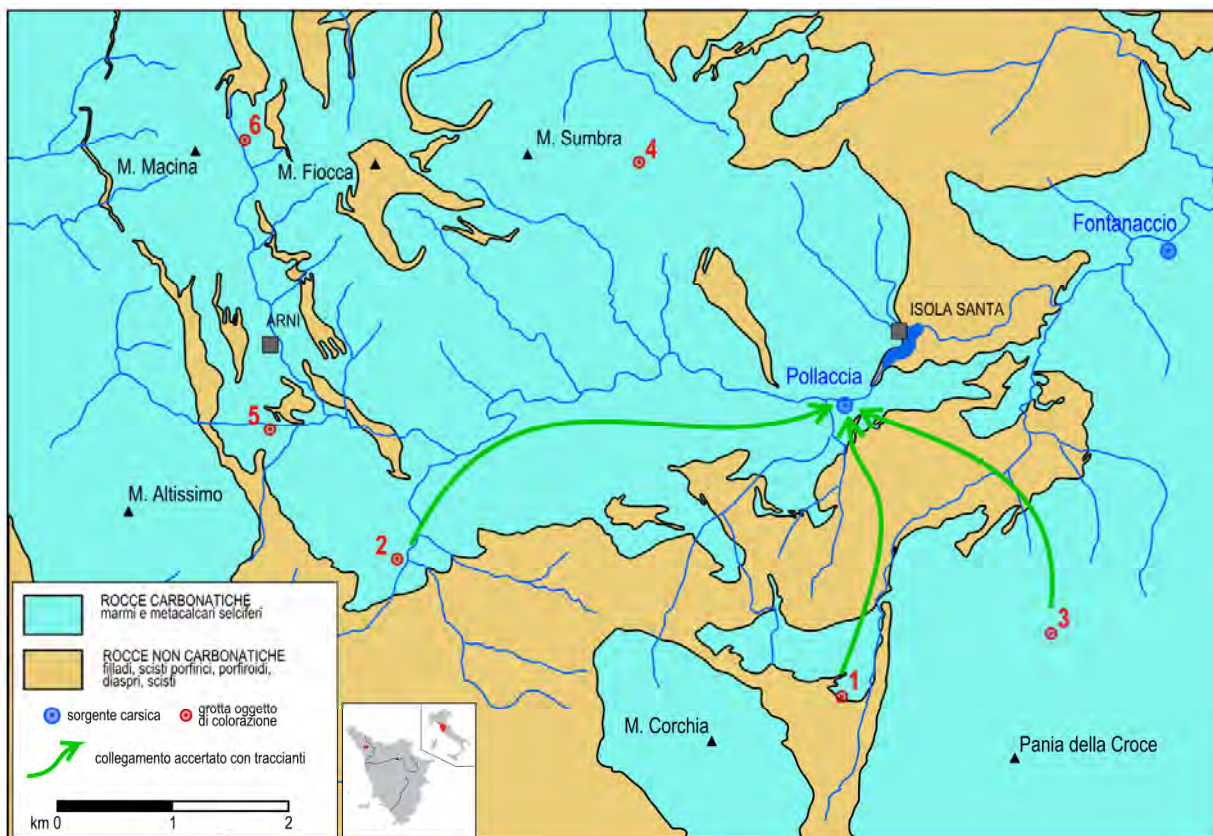 6
M. Macina
M. Fiocca
M. Sumbra
4
Fontanaccio
ARNI
ISOLA SANTA
Pollaccia
5
M. Altissimo
2
3
1
M. Corchia
Pania della Croce
ROCCE CARBONATICHE
marmi e metacalcari selciferi
ROCCE NON CARBONATICHE
filladi, scisti porfirici, porfiroidi,
diaspri, scisti
sorgente carsica
grotta oggetto
di colorazione
collegamento accertato con traccianti
km 0 1 2